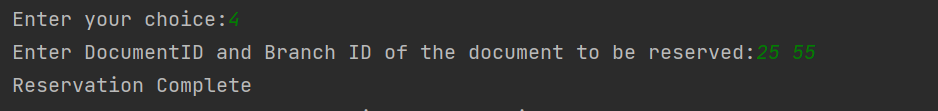 Enter your choice:4
Enter DocumentID and Branch ID of the document to be reserved:25 55
Reservation Complete